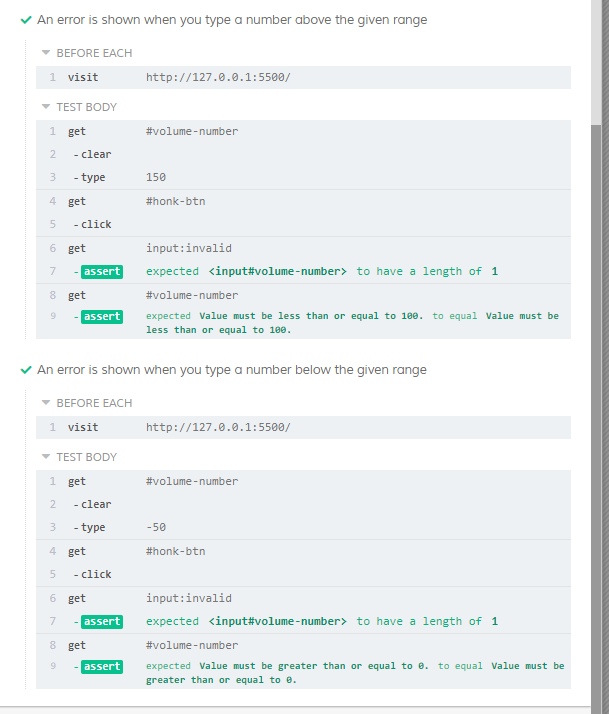 An error is shown when you type a number above the given range
BEFORE EACH
1 visit http://127.0.0.1:5500/
TEST BODY
1 get #volume-number
2 -clear
3 -type 150
4 get #honk-btn
5 -click
6 get input:invalid
7 -assert expected <input#volume-number> to have a length of 1
8 get #volume-number
9 -assert expected Value must be less than or equal to 100. to equal Value must be
less than or equal to 100.
An error is shown when you type a number below the given range
BEFORE EACH
1 visit http://127.0.0.1:5500/
TEST BODY
1 get #volume-number
2 -clear
3 -type -50
4 get #honk-btn
5 -click
6 get input:invalid
7 -assert expected <input#volume-number> to have a length of 1
8 get #volume-number
9 -assert expected Value must be greater than or equal to 0. to equal Value must be
greater than or equal to 0.